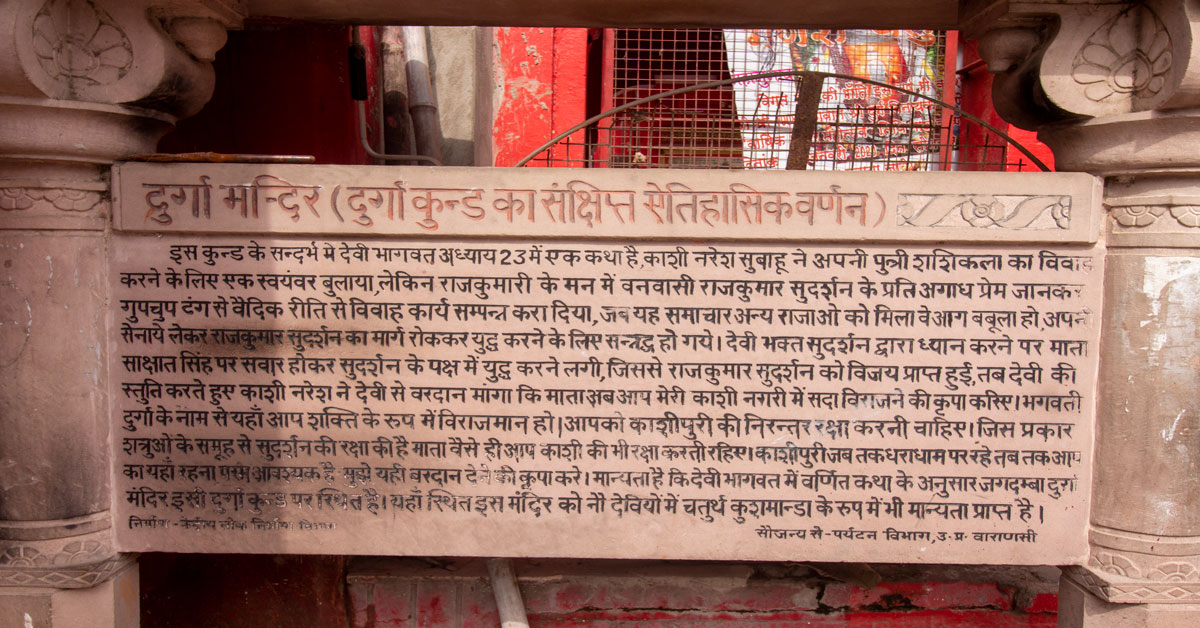 दुर्गा मन्दिर (दुर्गा कुन्ड का संक्षिप्त ऐतिहासिक वर्णन)
इस कुन्ड के सन्दर्भ मे देवी भागवत अध्याय 23 में एक कथा है, काशी नरेश सुबाहू ने अपनी पुत्री शशिकला का विवाह
करने के लिए एक स्वयंवर बुलाया, लेकिन राजकुमारी के मन में वनवासी राजकुमार सुदर्शन के प्रति अगाध प्रेम जानकर
गुपचुप टंग से वैदिक रीति से विवाह कार्य सम्पन्न करा दिया, जब यह समाचार अन्य राजाओ को मिला वे आग बबूला हो, अपनी
सेनाये लेकर राजकुमार सुदर्शन का मार्ग रोककर युद्ध करने के लिए सन्नद्ध हो गये। देवी भक्त सुदर्शन द्वारा ध्यान करने पर माता
साक्षात सिंह पर सवार होकर सुदर्शन के पक्ष में युद्ध करने लगी, जिससे राजकुमार सुदर्शन को विजय प्राप्त हुई, तब देवी की
स्तुति करते हुए काशी नरेश ने देवी से वरदान मांगा कि माता अब आप मेरी काशी नगरी में सदा विराजने की कृपा करिए। भगवती
दुर्गा के नाम से यहाँ आप शक्ति के रुप में विराजमान हो। आपको काशीपुरी की निरन्तर रक्षा करनी चाहिए। जिस प्रकार
शत्रुओं के समूह से सुदर्शन की रक्षा की है माता वैसे ही आप काशी की भी रक्षा करती रहिए। काशीपुरी जब तक धराधाम पर रहे तब तक आप
का यहाँ रहना परम आवश्यक है मुझे यही वरदान देने की कृपा करे। मान्यता है कि देवी भागवत में वर्णित कथा के अनुसार जगदम्बा दुर्गा
मंदिर इसी दुर्गा कुन्ड पर स्थित है। यहाँ स्थित इस मंदिर को नौ देवियों में चतुर्थ कुशमान्डा के रुप में भी मान्यता प्राप्त है।
निर्माण-केन्द्रीय लोक निर्माण विभाग
सौजन्य से-पर्यटन विभाग, उ.प्र. वाराणसी